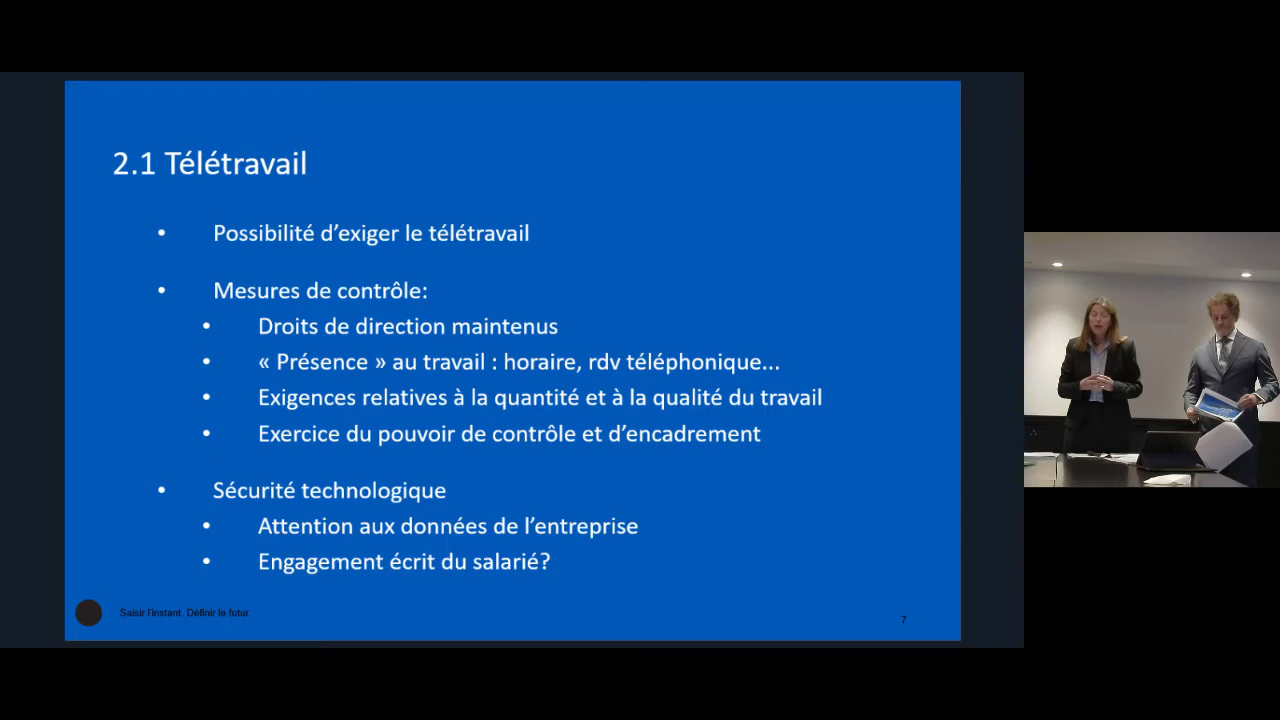 2.1 Télétravail
• Possibilité d’exiger le télétravail
• Mesures de contrôle:
• Droits de direction maintenus
• « Présence » au travail : horaire, rdv téléphonique...
• Exigences relatives à la quantité et à la qualité du travail
• Exercice du pouvoir de contrôle et d’encadrement
• Sécurité technologique
• Attention aux données de l’entreprise
• Engagement écrit du salarié?
Saisir l'instant. Définir le futur.
7